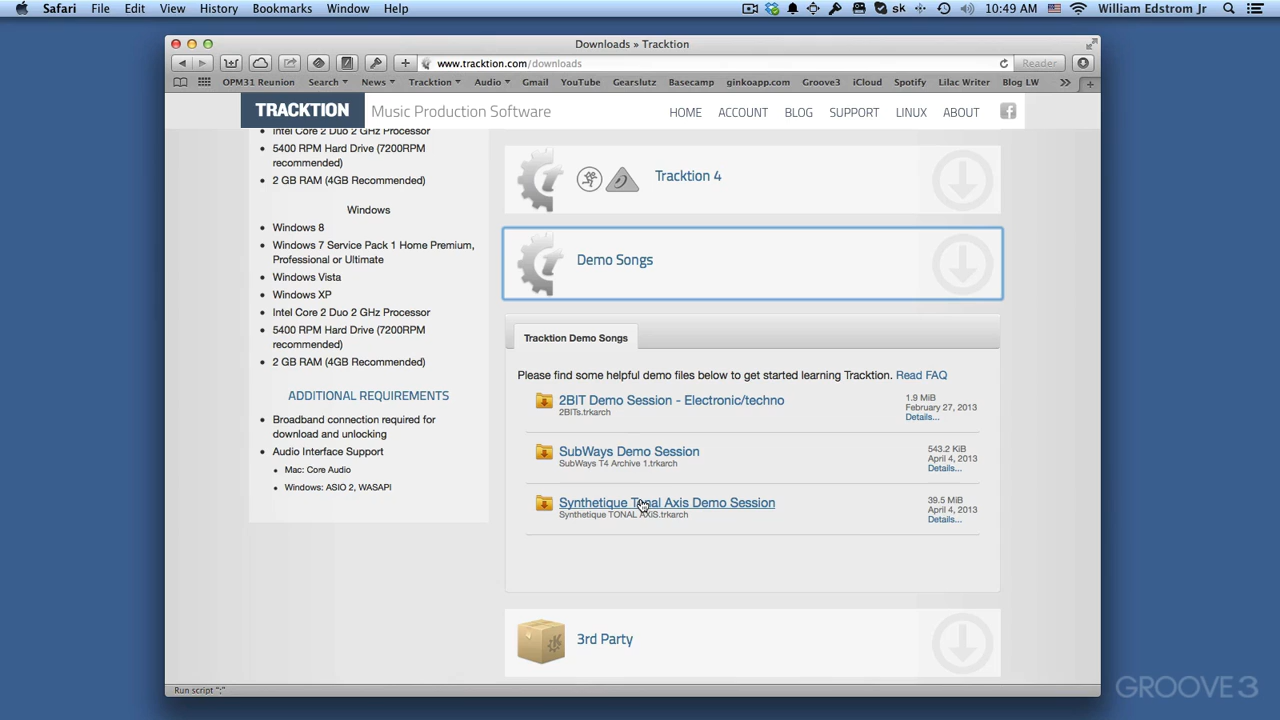 Safari File Edit View History Bookmarks Window Help
sk 10:49 AM William Edstrom Jr
Downloads » Tracktion
www.tracktion.com/downloads
Reader
OPM31 Reunion Search News Tracktion Audio Gmail YouTube Gearslutz Basecamp ginkoapp.com Groove3 iCloud Spotify Lilac Writer Blog LW
TRACKTION Music Production Software
HOME ACCOUNT BLOG SUPPORT LINUX ABOUT
Intel Core 2 Duo 2 GHz Processor
5400 RPM Hard Drive (7200RPM
recommended)
2 GB RAM (4GB Recommended)
Windows
Windows 8
Windows 7 Service Pack 1 Home Premium,
Professional or Ultimate
Windows Vista
Windows XP
Intel Core 2 Duo 2 GHz Processor
5400 RPM Hard Drive (7200RPM
recommended)
2 GB RAM (4GB Recommended)
ADDITIONAL REQUIREMENTS
Broadband connection required for
download and unlocking
Audio Interface Support
Mac: Core Audio
Windows: ASIO 2, WASAPI
Tracktion 4
Demo Songs
Tracktion Demo Songs
Please find some helpful demo files below to get started learning Tracktion. Read FAQ
2BIT Demo Session - Electronic/techno
2BITs.trkarch
1.9 MiB
February 27, 2013
Details...
SubWays Demo Session
SubWays T4 Archive 1.trkarch
543.2 KiB
April 4, 2013
Details...
Synthetique Tonal Axis Demo Session
Synthetique TONAL AXiS.trkarch
39.5 MiB
April 4, 2013
Details...
3rd Party
Run script ";"
GROOVE3